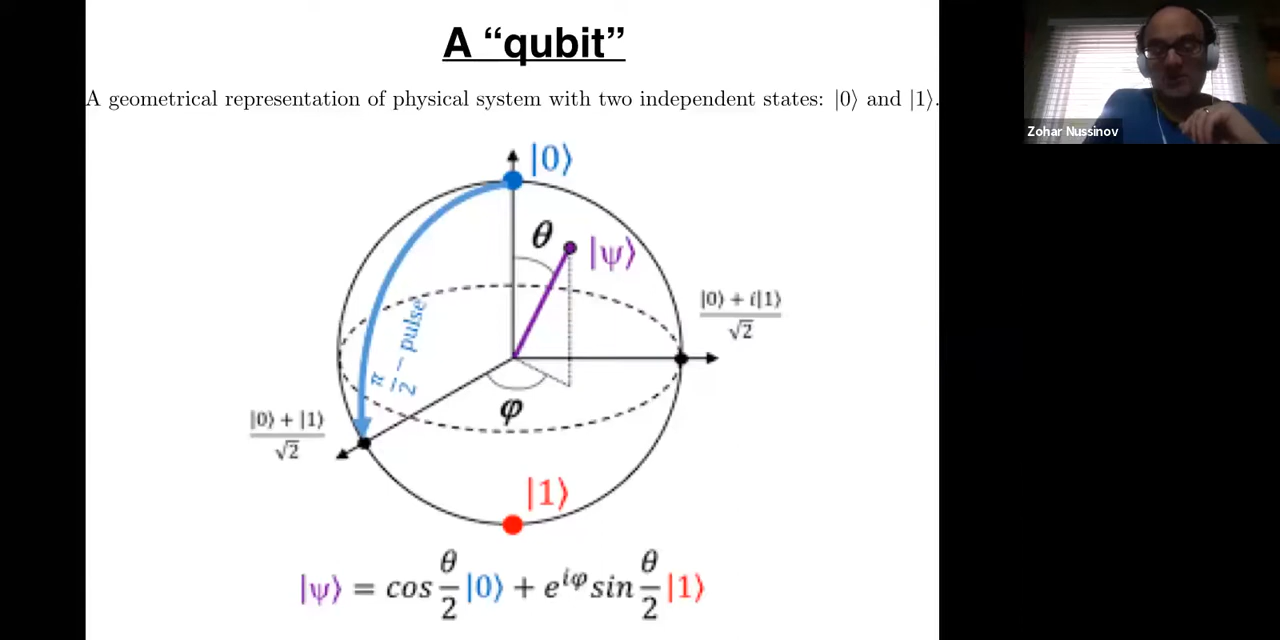 A “qubit”
A geometrical representation of physical system with two independent states: |0⟩ and |1⟩.
|0⟩
θ
|ψ⟩
|0⟩ + i|1⟩
√2
π/2 – pulse
φ
|0⟩ + |1⟩
√2
|1⟩
|ψ⟩ = cos θ/2 |0⟩ + e^{iφ} sin θ/2 |1⟩
Zohar Nussinov